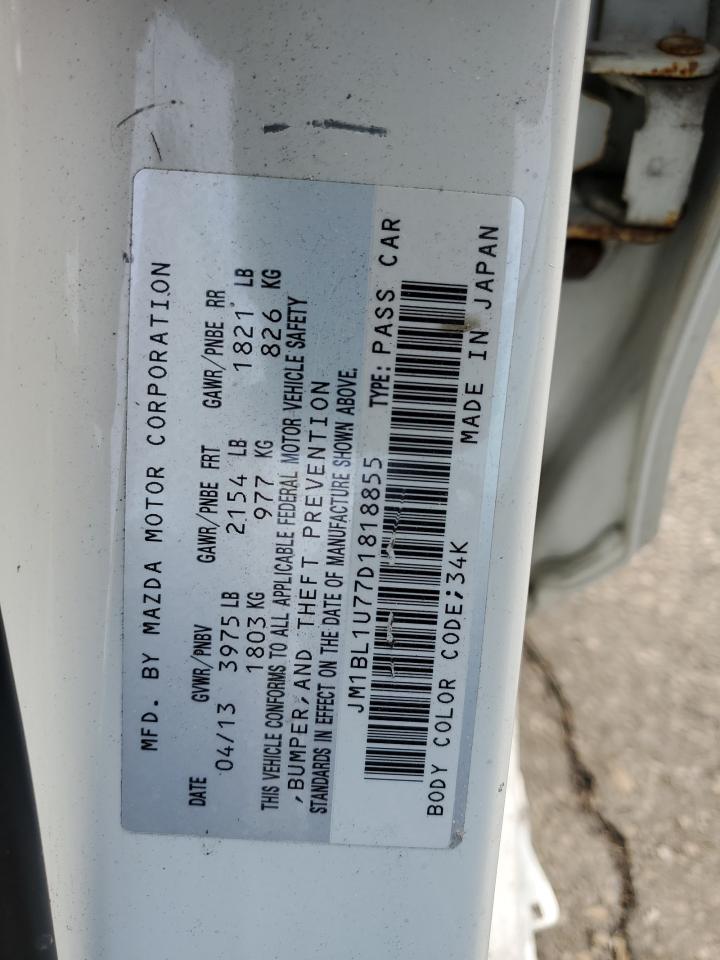 MFD. BY MAZDA MOTOR CORPORATION
DATE GVWR/PNBV GAWR/PNBE FRT GAWR/PNBE RR
04/13 3975 LB 2154 LB 1821 LB
1803 KG 977 KG 826 KG
THIS VEHICLE CONFORMS TO ALL APPLICABLE FEDERAL MOTOR VEHICLE SAFETY
,BUMPER,AND THEFT PREVENTION
STANDARDS IN EFFECT ON THE DATE OF MANUFACTURE SHOWN ABOVE.
JM1BL1U77D1818855 TYPE: PASS CAR
BODY COLOR CODE;34K MADE IN JAPAN